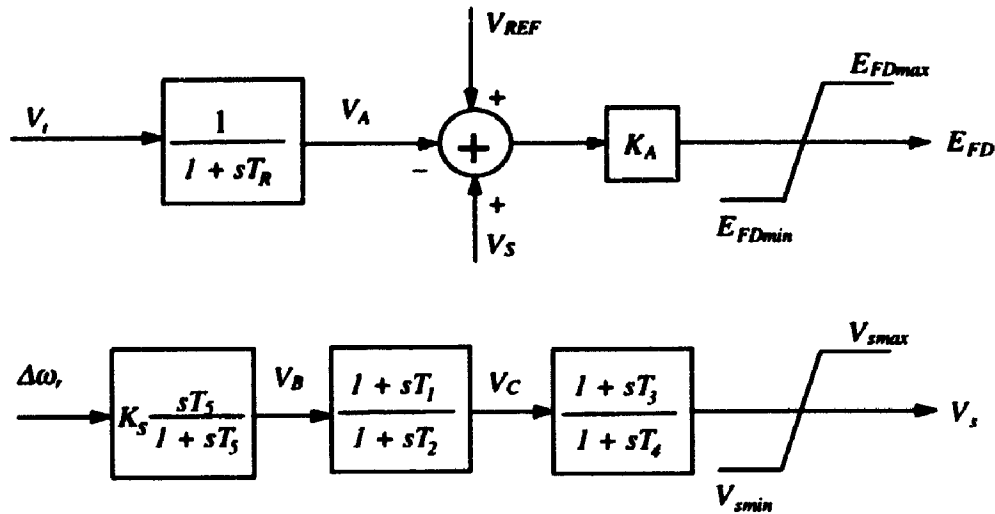 V_REF
E_FDmax
V_t
1
1 + sT_R
V_A
+
+
−
K_A
E_FD
+
E_FDmin
V_S
V_smax
Δω_r
K_S
sT_5
1 + sT_5
V_B
1 + sT_1
1 + sT_2
V_C
1 + sT_3
1 + sT_4
V_s
V_smin